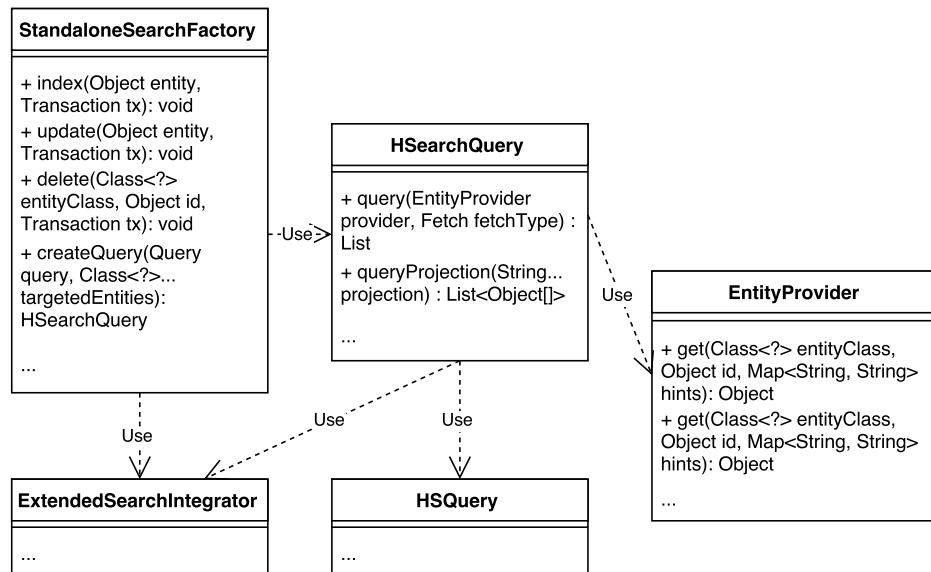 StandaloneSearchFactory
+ index(Object entity,
Transaction tx): void
+ update(Object entity,
Transaction tx): void
+ delete(Class<?>
entityClass, Object id,
Transaction tx): void
+ createQuery(Query
query, Class<?>...
targetedEntities):
HSearchQuery
...
Use
HSearchQuery
+ query(EntityProvider
provider, Fetch fetchType) :
List
+ queryProjection(String...
projection) : List<Object[]>
...
Use
EntityProvider
+ get(Class<?> entityClass,
Object id, Map<String, String>
hints): Object
+ get(Class<?> entityClass,
Object id, Map<String, String>
hints): Object
...
Use
Use
Use
ExtendedSearchIntegrator
...
HSQuery
...